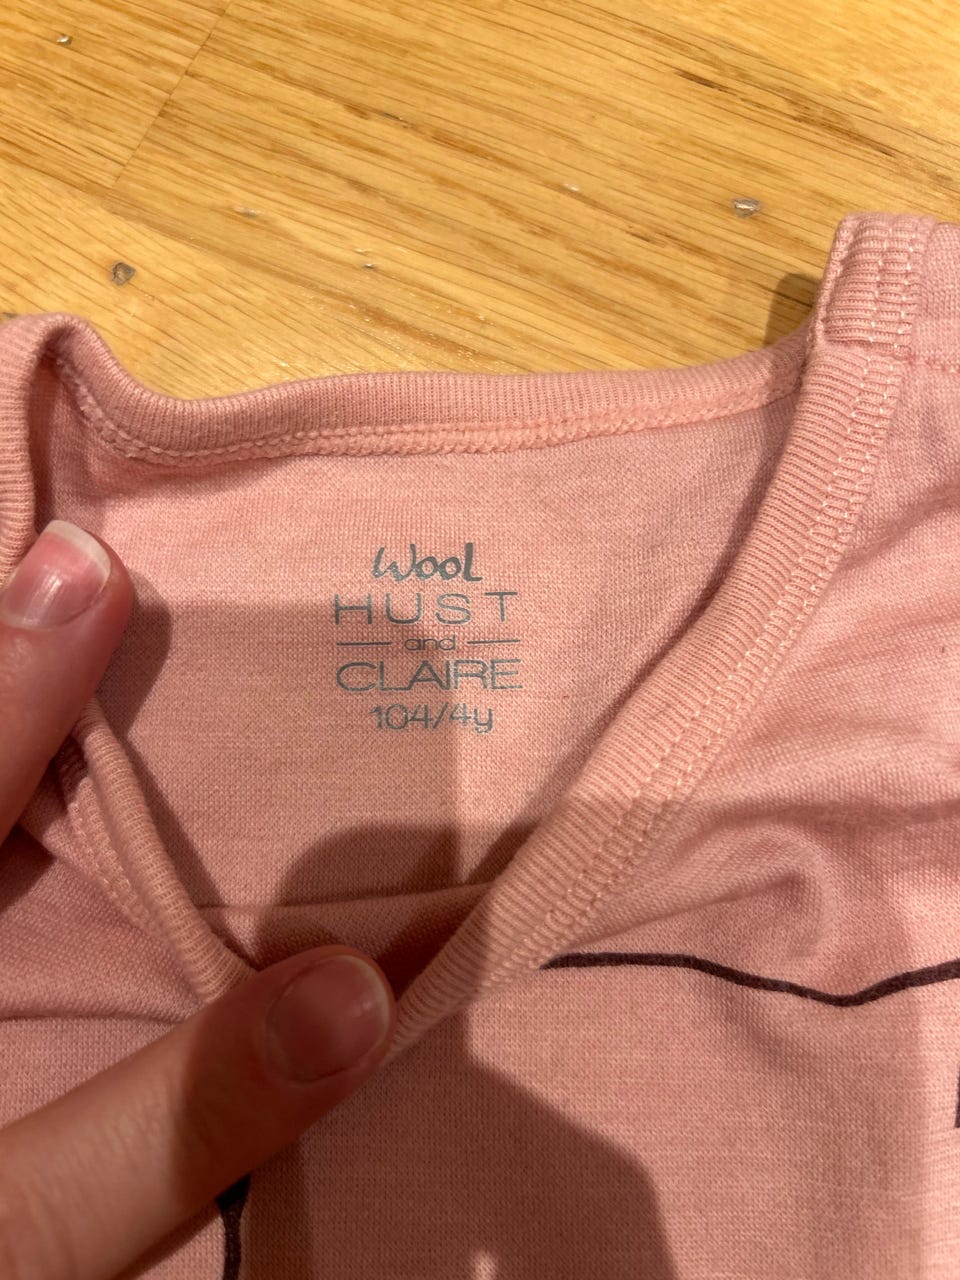 Wool
HUST
and
CLAIRE
104/4y